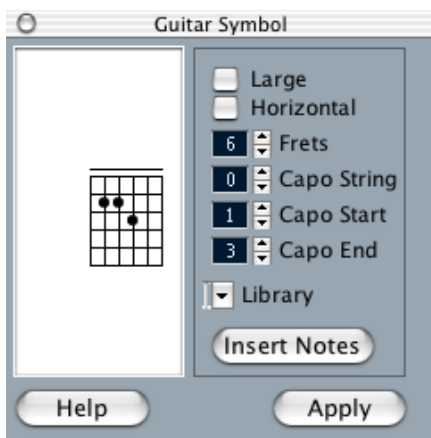 Guitar Symbol
Large
Horizontal
6 Frets
0 Capo String
1 Capo Start
3 Capo End
Library
Insert Notes
Help Apply